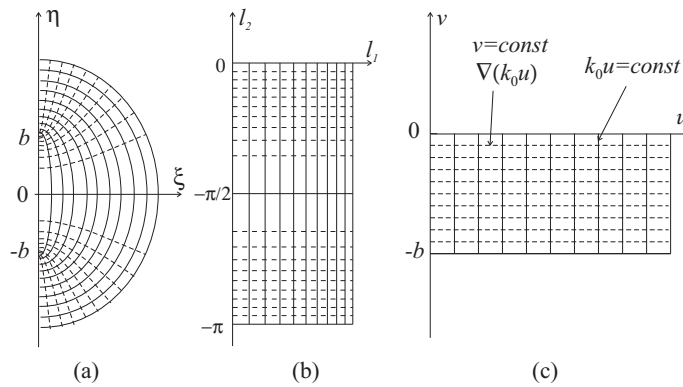 η
b
0
-b
ξ
(a)
l₂
l₁
0
−π/2
−π
(b)
v
v=const
∇(k₀u)
k₀u=const
0
u
-b
(c)